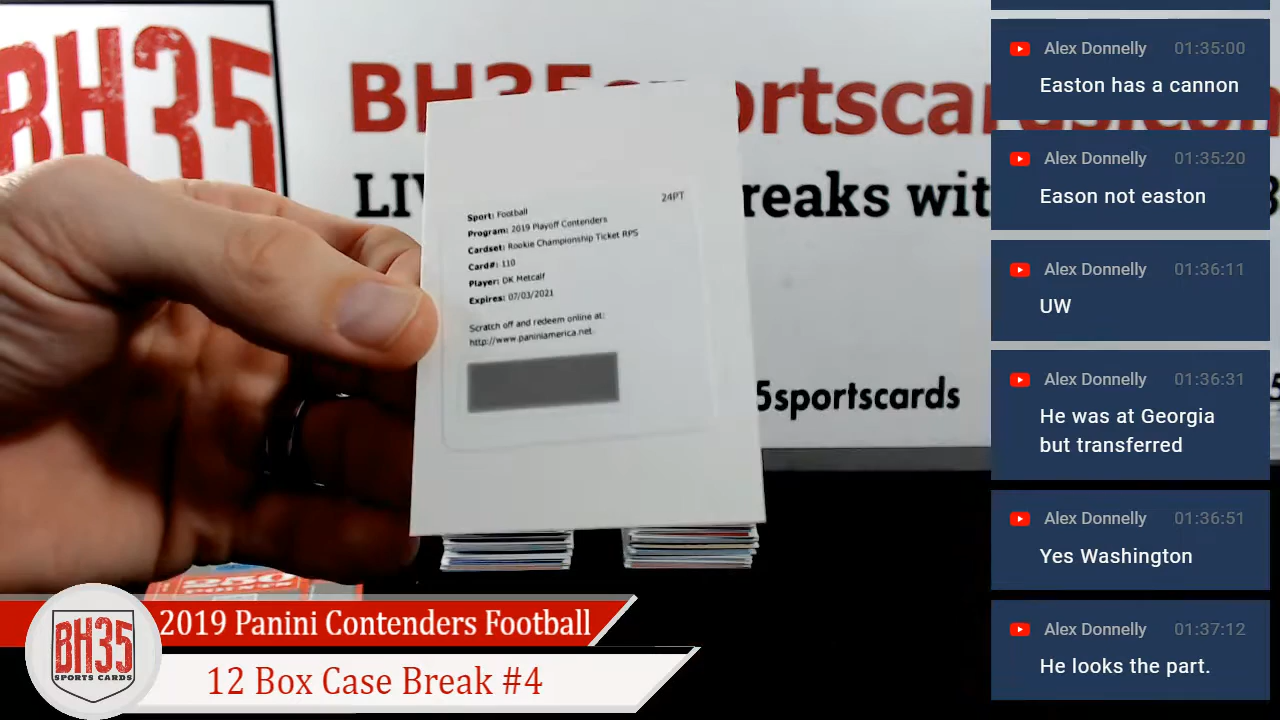 BH35
BH35 sportscards.com
LIV reaks wit
5sportscards
24PT
Sport: Football
Program: 2019 Playoff Contenders
Cardset: Rookie Championship Ticket RPS
Card#: 110
Player: DK Metcalf
Expires: 07/03/2021
Scratch off and redeem online at:
http://www.paniniamerica.net
250
POINTS
BH35
SPORTS CARDS
2019 Panini Contenders Football
12 Box Case Break #4
Alex Donnelly 01:35:00
Easton has a cannon
Alex Donnelly 01:35:20
Eason not easton
Alex Donnelly 01:36:11
UW
Alex Donnelly 01:36:31
He was at Georgia
but transferred
Alex Donnelly 01:36:51
Yes Washington
Alex Donnelly 01:37:12
He looks the part.